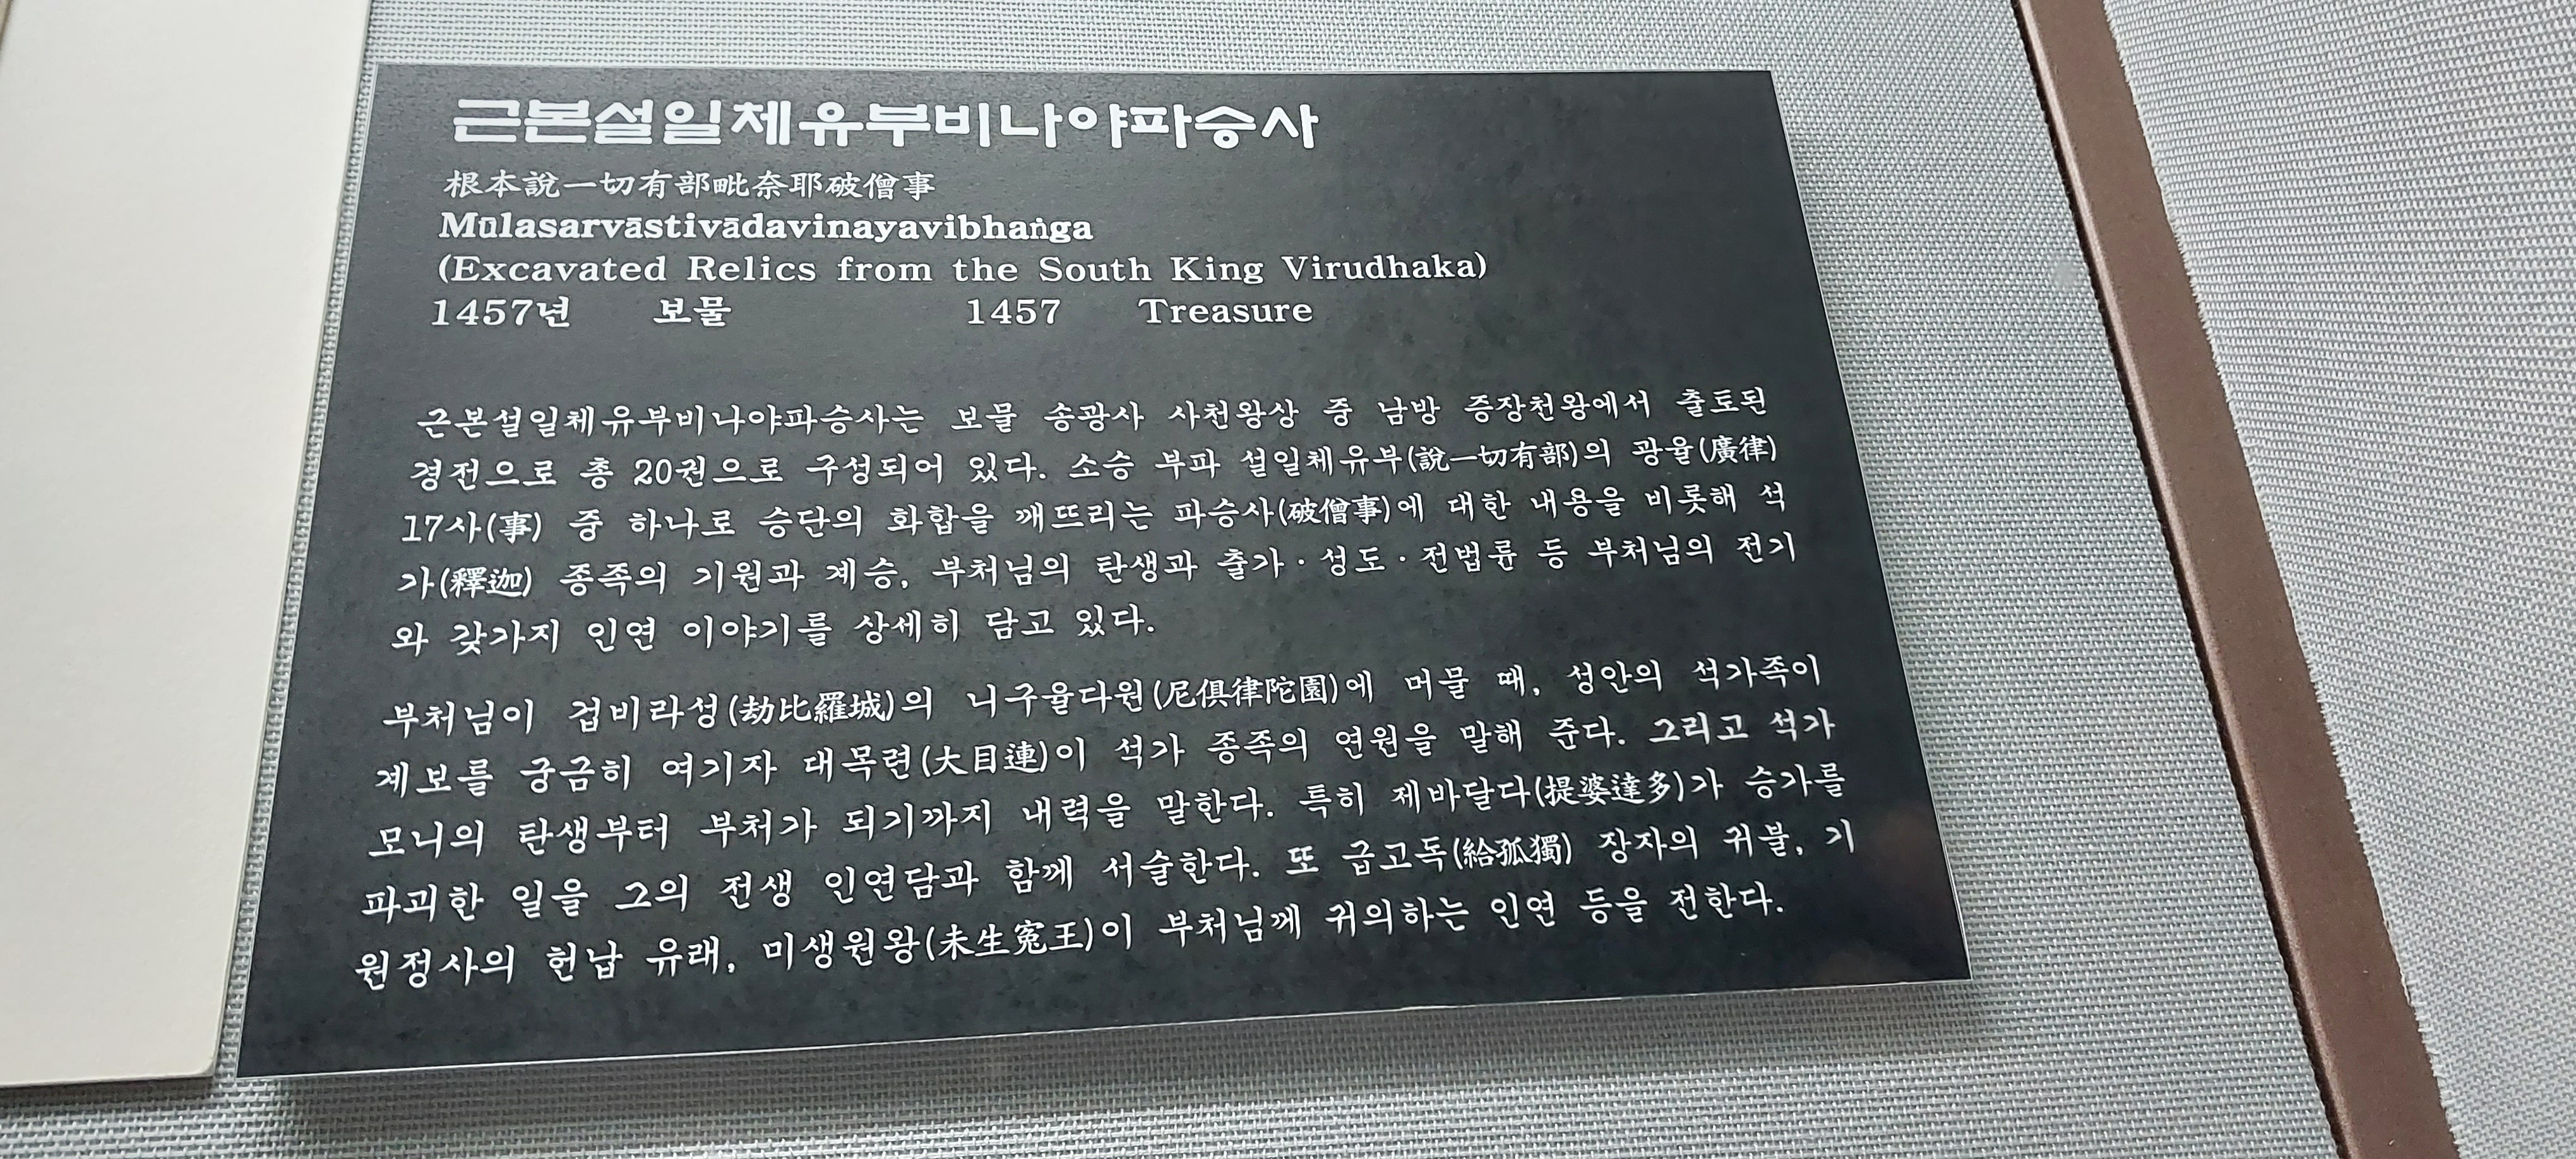 근본설일체유부비나야파승사
根本說一切有部毗奈耶破僧事
Mūlasarvāstivādavinayavibhaṅga
(Excavated Relics from the South King Virudhaka)
1457년 보물 1457 Treasure
근본설일체유부비나야파승사는 보물 송광사 사천왕상 중 남방 증장천왕에서 출토된
경전으로 총 20권으로 구성되어 있다. 소승 부파 설일체유부(說一切有部)의 광율(廣律)
17사(事) 중 하나로 승단의 화합을 깨뜨리는 파승사(破僧事)에 대한 내용을 비롯해 석
가(釋迦) 종족의 기원과 계승, 부처님의 탄생과 출가·성도·전법륜 등 부처님의 전기
와 갖가지 인연 이야기를 상세히 담고 있다.
부처님이 겁비라성(劫比羅城)의 니구율다원(尼俱律陀園)에 머물 때, 성안의 석가족이
계보를 궁금히 여기자 대목련(大目連)이 석가 종족의 연원을 말해 준다. 그리고 석가
모니의 탄생부터 부처가 되기까지 내력을 말한다. 특히 제바달다(提婆達多)가 승가를
파괴한 일을 그의 전생 인연담과 함께 서술한다. 또 급고독(給孤獨) 장자의 귀불, 기
원정사의 헌납 유래, 미생원왕(未生寃王)이 부처님께 귀의하는 인연 등을 전한다.